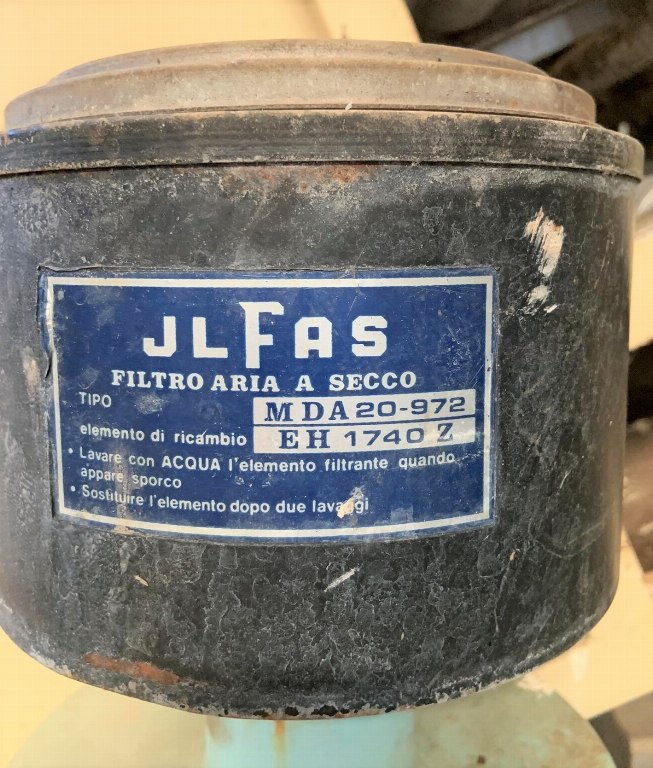 JLFAS
FILTRO ARIA A SECCO
TIPO MDA 20-972
elemento di ricambio EH 1740 Z
• Lavare con ACQUA l'elemento filtrante quando
appare sporco
• Sostituire l'elemento dopo due lavaggi